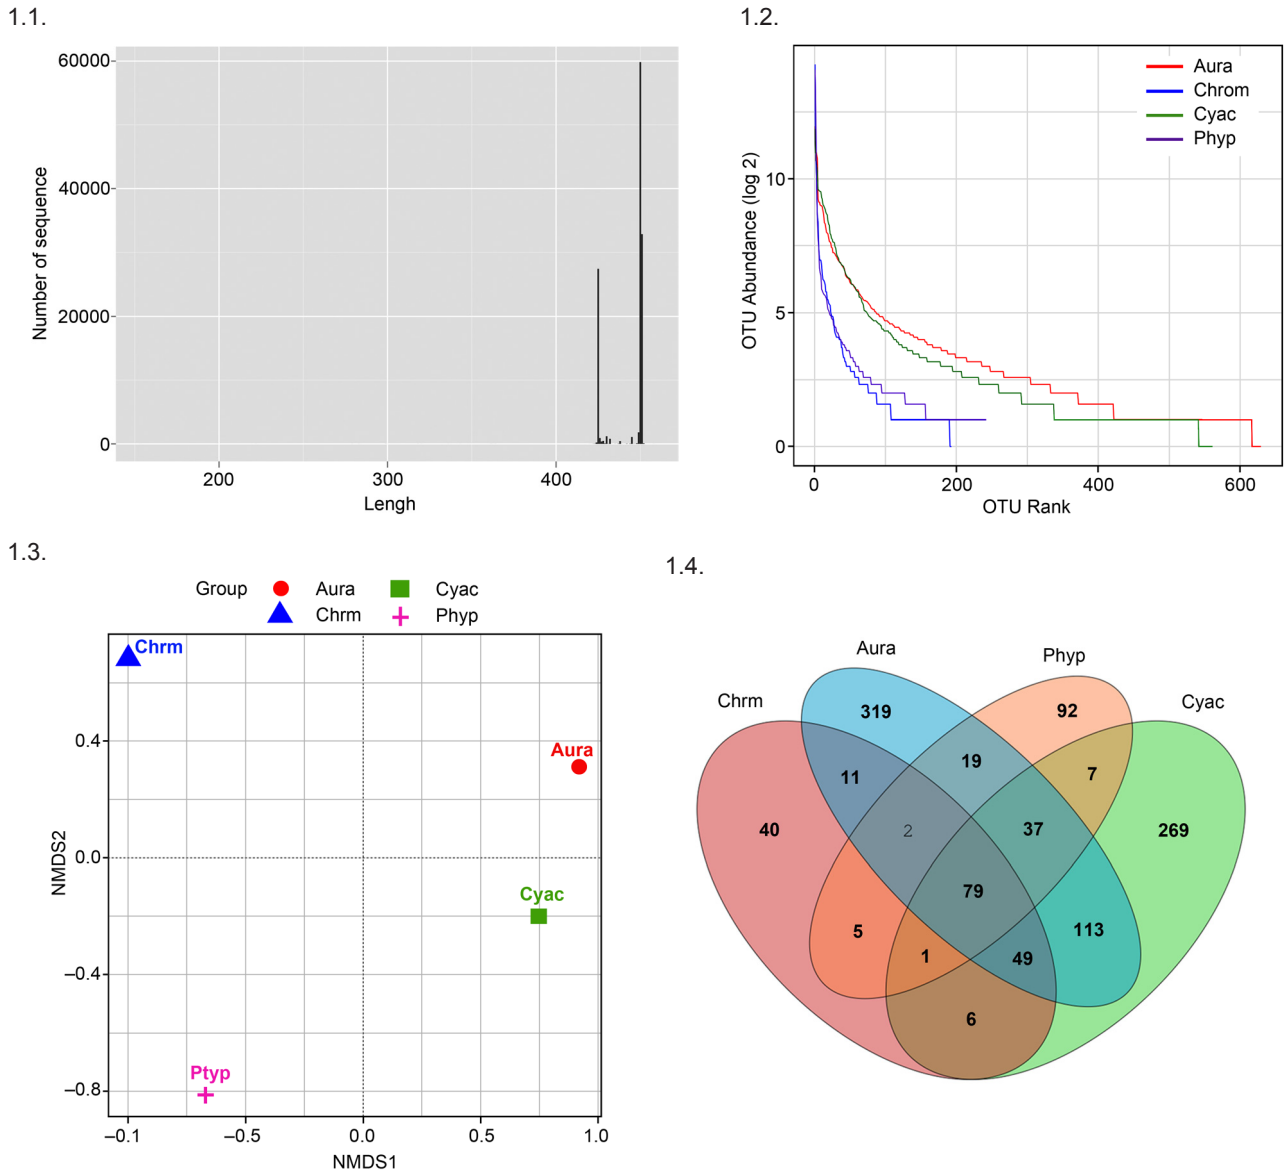 1.1.
60000
40000
20000
0
Number of sequence
200
300
400
Lengh
1.2.
Aura
Chrom
Cyac
Phyp
10
5
0
OTU Abundance (log 2)
0
200
400
600
OTU Rank
1.3.
Group
Aura
Cyac
Chrm
Phyp
Chrm
Aura
Cyac
Ptyp
0.4
0.0
–0.4
–0.8
NMDS2
–0.1
–0.5
0.0
0.5
1.0
NMDS1
1.4.
Aura
Phyp
Chrm
Cyac
319
92
19
11
7
40
2
37
269
79
5
113
1
49
6